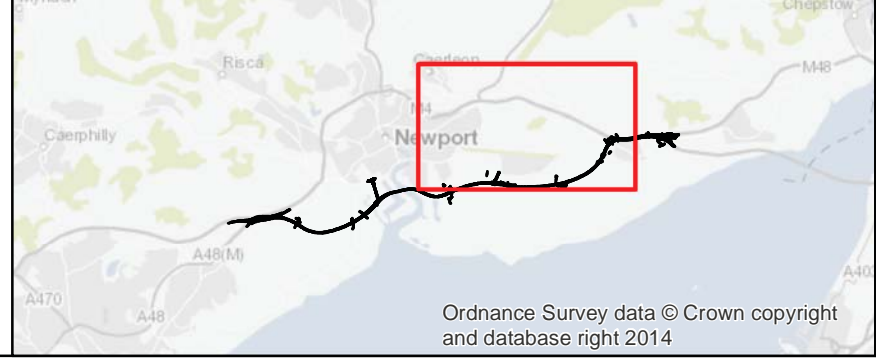 Chepstow
Caerleon
Risca
M48
M4
Caerphilly
Newport
A48(M)
A470
A48
Ordnance Survey data © Crown copyright
and database right 2014